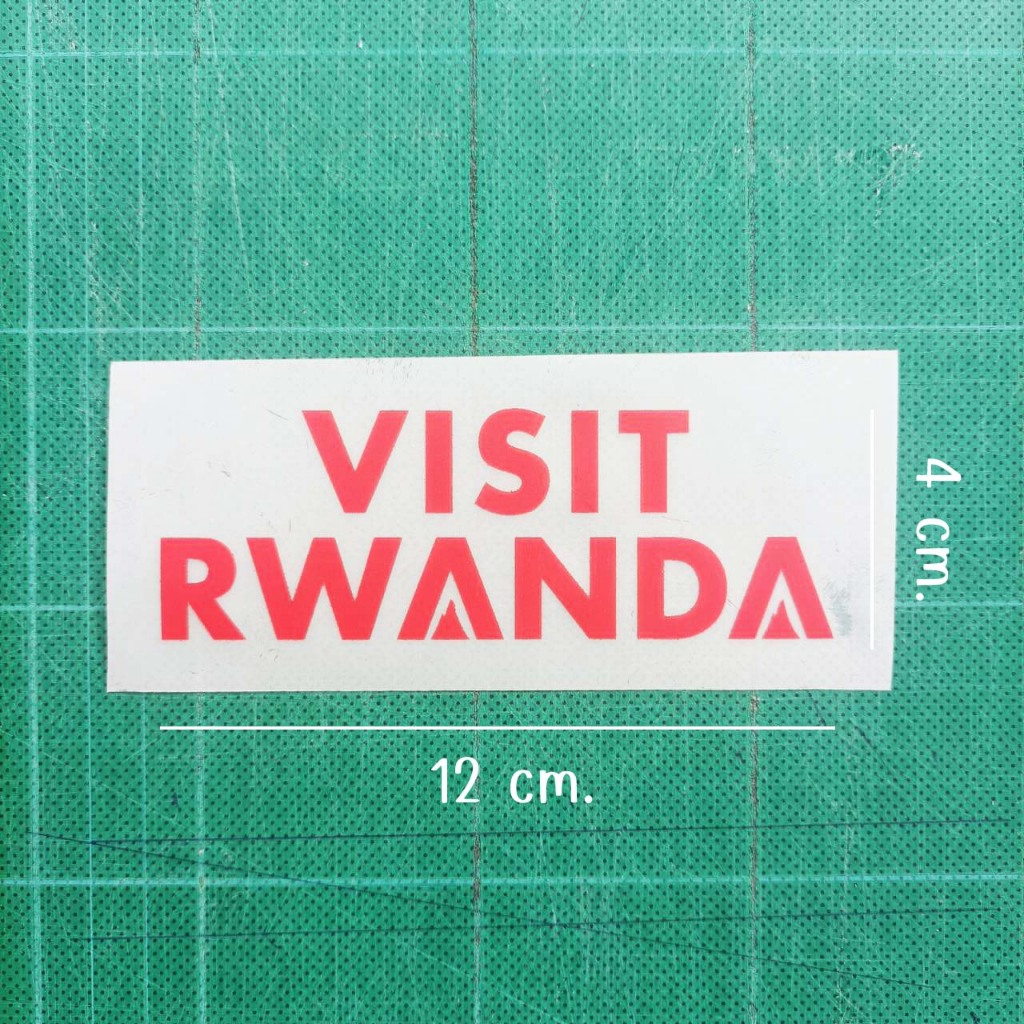 VISIT
RWANDA
4 cm.
12 cm.